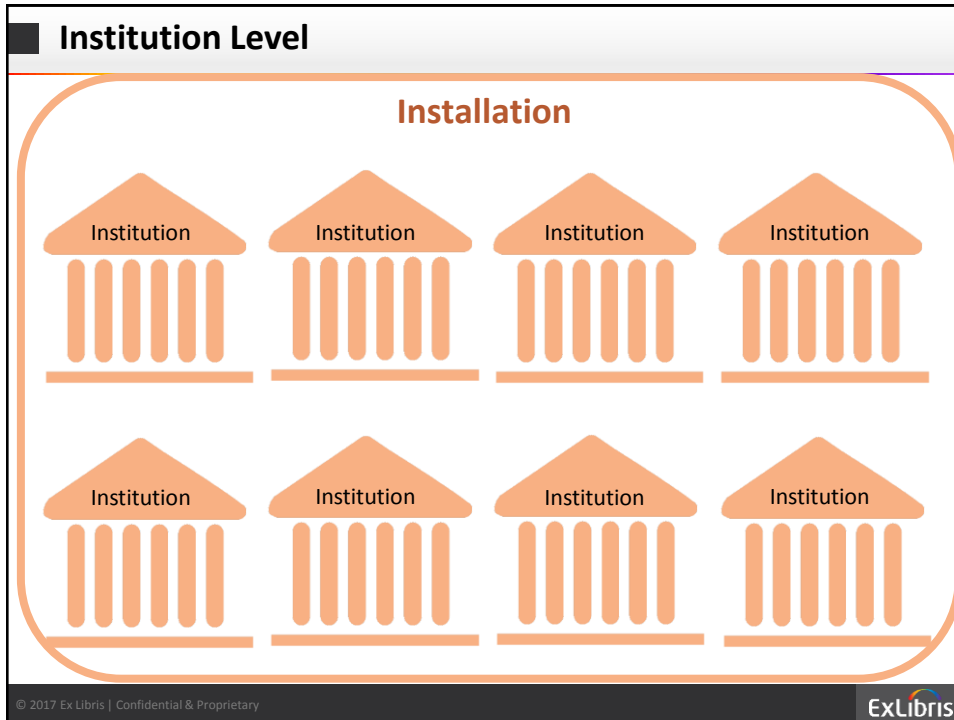 Institution Level
Installation
Institution Institution Institution Institution
Institution Institution Institution Institution
© 2017 Ex Libris | Confidential & Proprietary
ExLibris